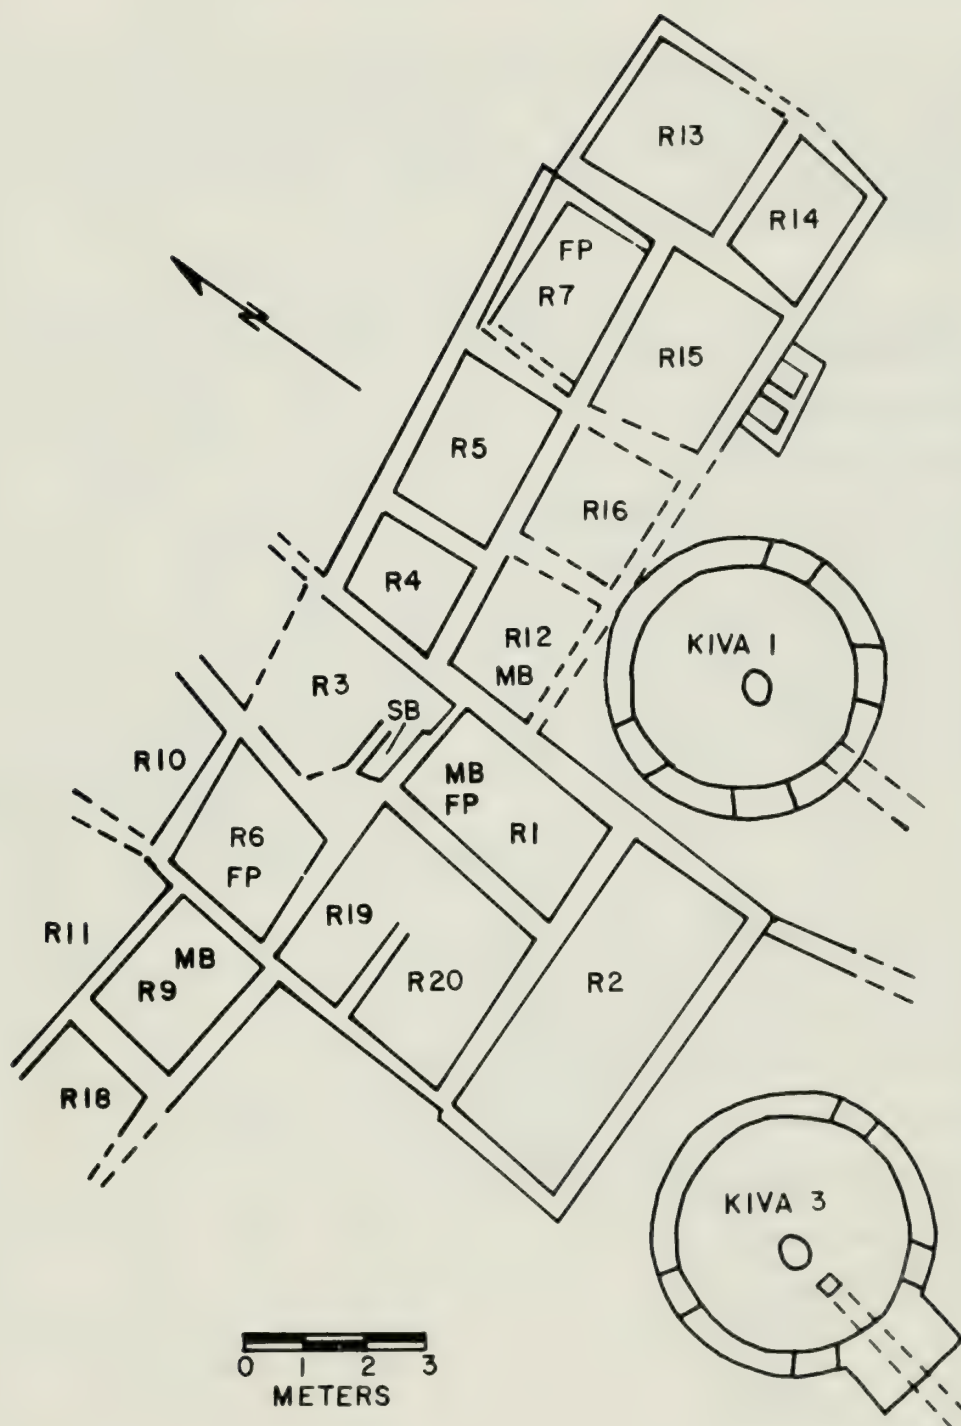 R13
R14
FP
R7
N
R15
R5
R16
R4
R12
MB
KIVA 1
R3
SB
R10
MB
FP
R1
R6
FP
R19
R11
MB
R9
R20
R2
R18
KIVA 3
0 1 2 3
METERS